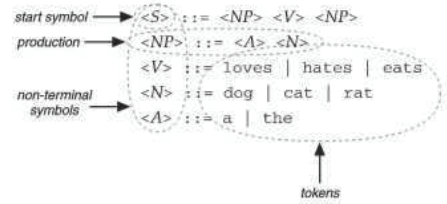 start symbol <S> ::= <NP> <V> <NP>
production <NP> ::= <A> <N>
<V> ::= loves | hates | eats
non-terminal symbols <N> ::= dog | cat | rat
<A> ::= a | the
tokens